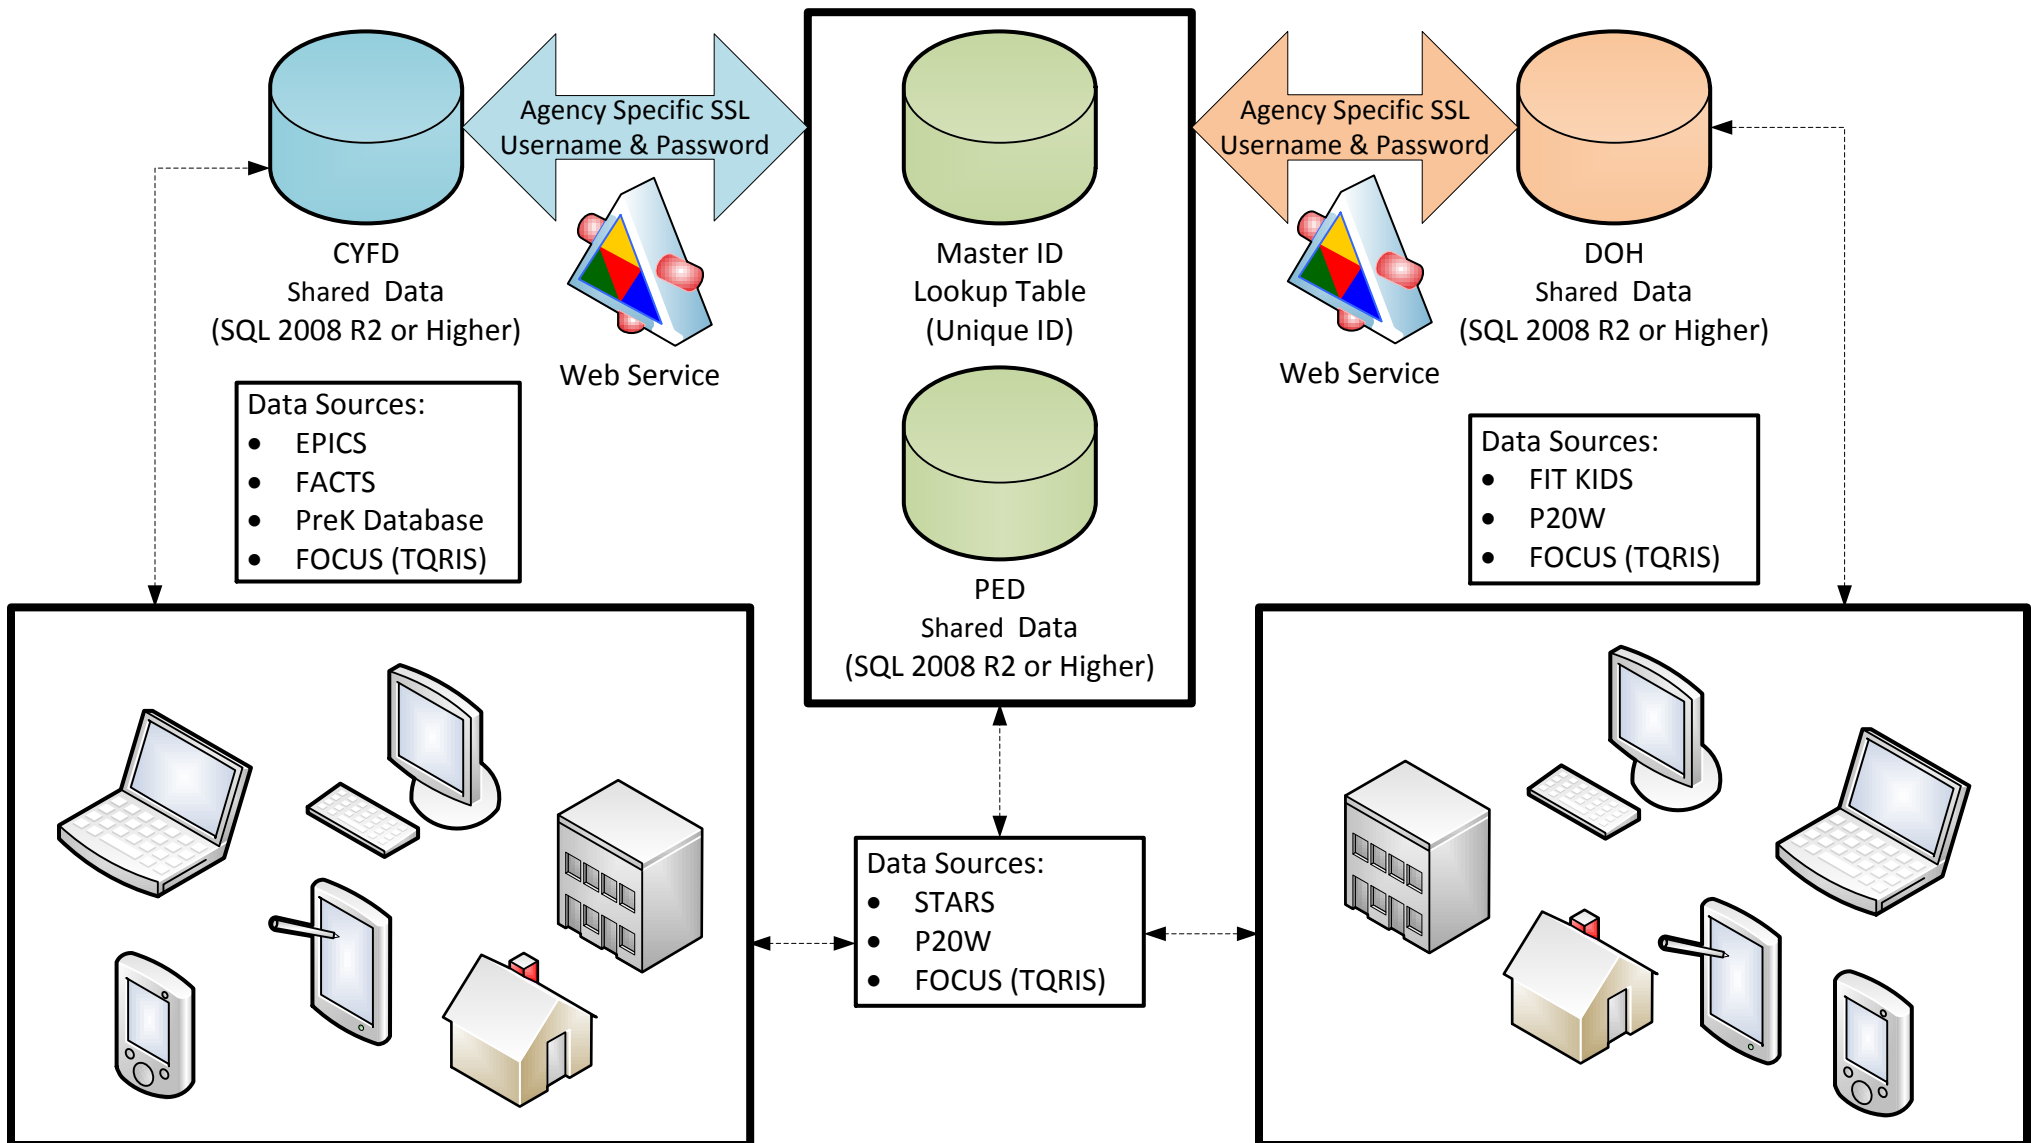 Agency Specific SSL
Username & Password
Agency Specific SSL
Username & Password
CYFD
Shared Data
(SQL 2008 R2 or Higher)
Web Service
Master ID
Lookup Table
(Unique ID)
Web Service
DOH
Shared Data
(SQL 2008 R2 or Higher)
Data Sources:
• EPICS
• FACTS
• PreK Database
• FOCUS (TQRIS)
PED
Shared Data
(SQL 2008 R2 or Higher)
Data Sources:
• FIT KIDS
• P20W
• FOCUS (TQRIS)
Data Sources:
• STARS
• P20W
• FOCUS (TQRIS)